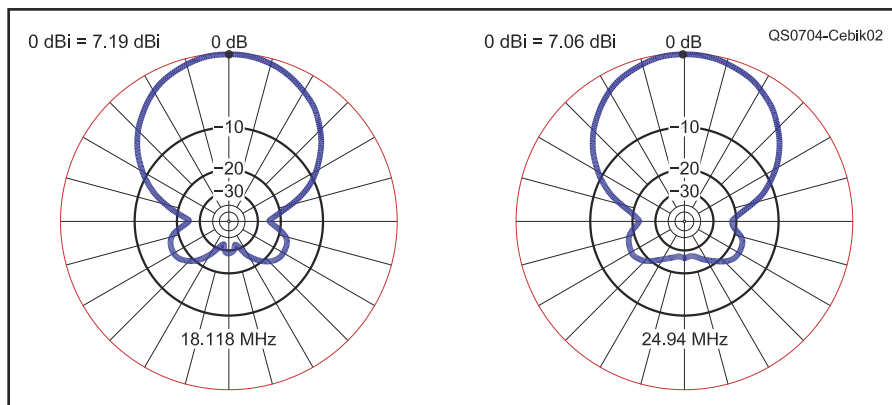 0 dBi = 7.19 dBi
0 dB
−10
−20
−30
18.118 MHz
0 dBi = 7.06 dBi
0 dB
QS0704-Cebik02
−10
−20
−30
24.94 MHz